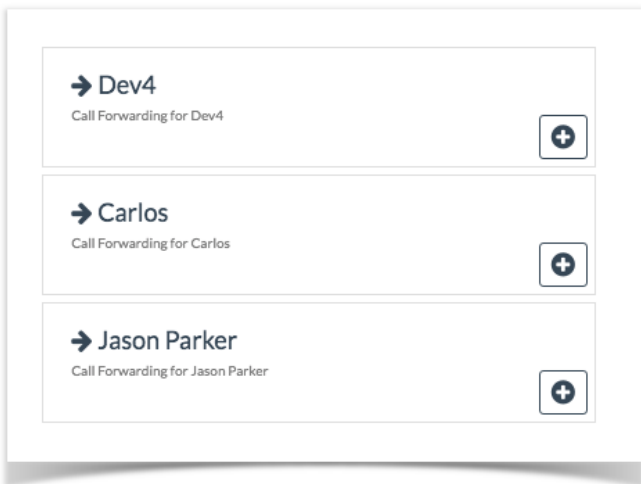 Dev4
Call Forwarding for Dev4
Carlos
Call Forwarding for Carlos
Jason Parker
Call Forwarding for Jason Parker